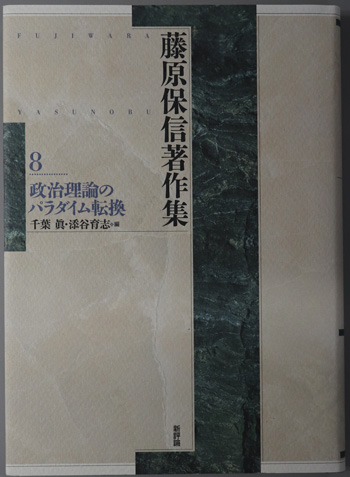 FUJIWARA
YASUNOBU
藤原保信著作集
8
政治理論の
パラダイム転換
千葉 眞・添谷育志・編
新評論